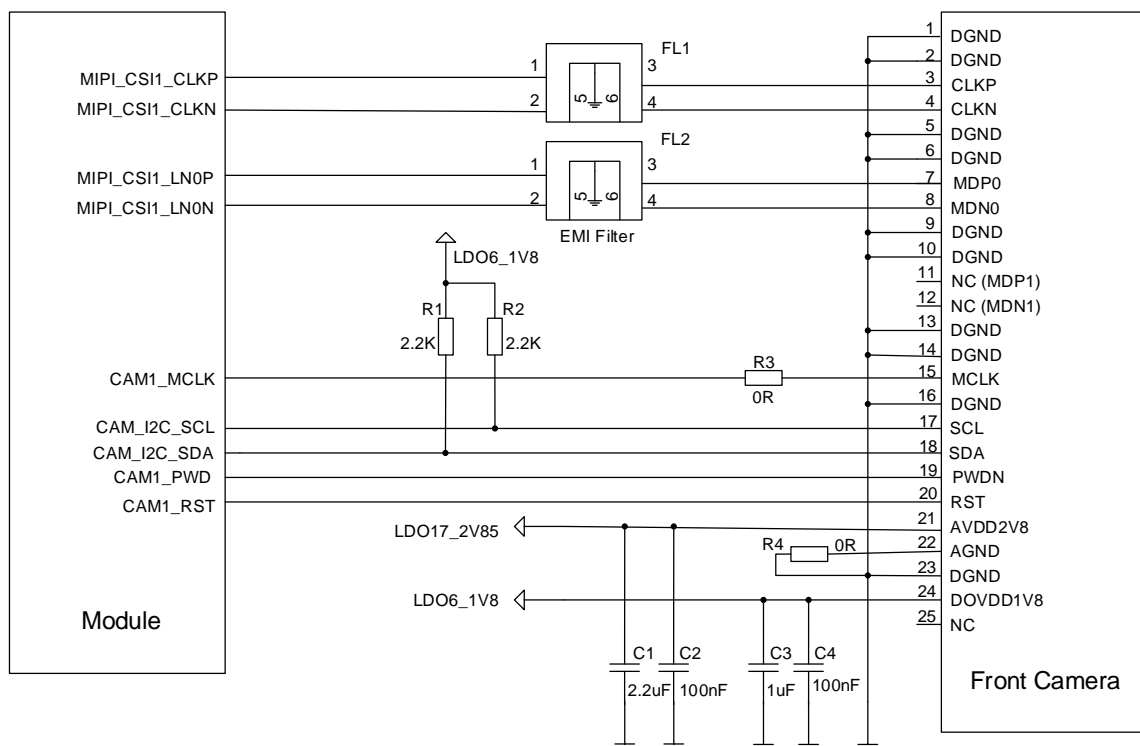 Module
MIPI_CSI1_CLKP
MIPI_CSI1_CLKN
MIPI_CSI1_LN0P
MIPI_CSI1_LN0N
CAM1_MCLK
CAM_I2C_SCL
CAM_I2C_SDA
CAM1_PWD
CAM1_RST
FL1
1
2
3
4
5
6
FL2
1
2
3
4
5
6
EMI Filter
LDO6_1V8
R1
2.2K
R2
2.2K
R3
0R
LDO17_2V85
R4
0R
LDO6_1V8
C1
2.2uF
C2
100nF
C3
1uF
C4
100nF
1 DGND
2 DGND
3 CLKP
4 CLKN
5 DGND
6 DGND
7 MDP0
8 MDN0
9 DGND
10 DGND
11 NC (MDP1)
12 NC (MDN1)
13 DGND
14 DGND
15 MCLK
16 DGND
17 SCL
18 SDA
19 PWDN
20 RST
21 AVDD2V8
22 AGND
23 DGND
24 DOVDD1V8
25 NC
Front Camera